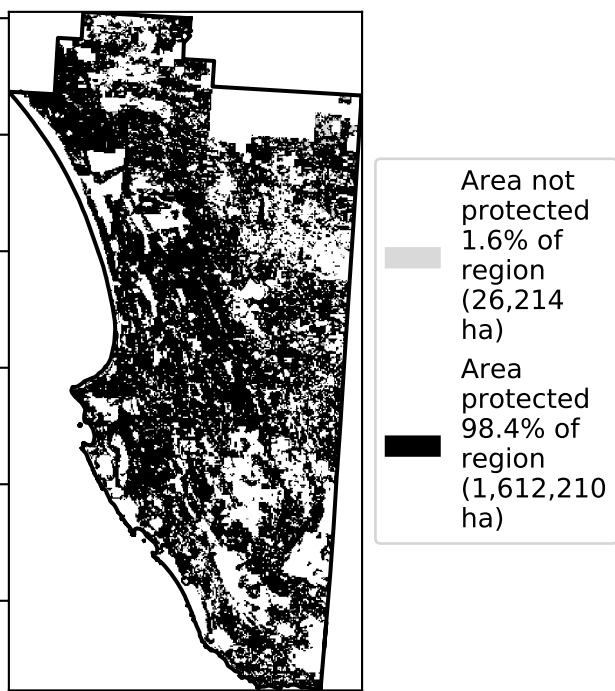 Area not
protected
1.6% of
region
(26,214
ha)
Area
protected
98.4% of
region
(1,612,210
ha)